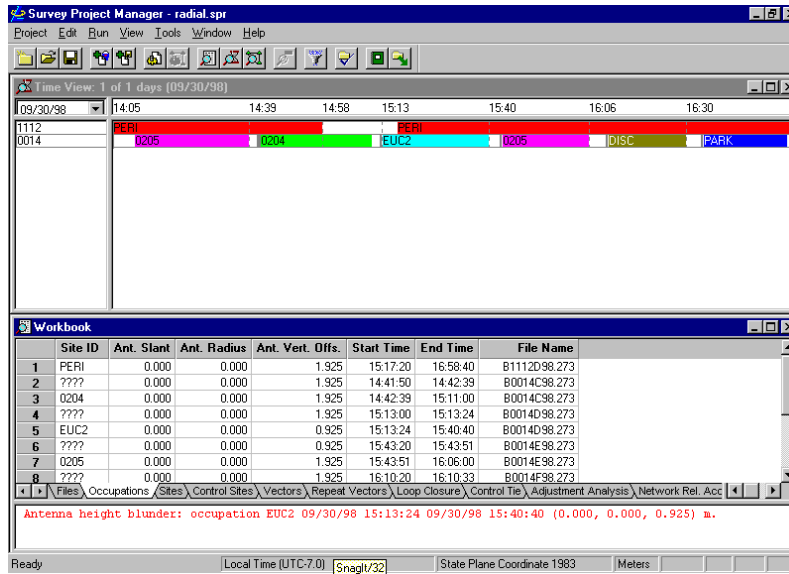 Survey Project Manager - radial.spr
Project Edit Run View Tools Window Help
Time View: 1 of 1 days (09/30/98)
09/30/98 14:05 14:39 14:58 15:13 15:40 16:06 16:30
1112 PERI PERI
0014 0205 0204 EUC2 0205 DISC PARK
Workbook
Site ID Ant. Slant Ant. Radius Ant. Vert. Offs. Start Time End Time File Name
1 PERI 0.000 0.000 1.925 15:17:20 16:58:40 B1112D98.273
2 ???? 0.000 0.000 1.925 14:41:50 14:42:39 B0014C98.273
3 0204 0.000 0.000 1.925 14:42:39 15:11:00 B0014C98.273
4 ???? 0.000 0.000 1.925 15:13:00 15:13:24 B0014D98.273
5 EUC2 0.000 0.000 0.925 15:13:24 15:40:40 B0014D98.273
6 ???? 0.000 0.000 0.925 15:43:20 15:43:51 B0014E98.273
7 0205 0.000 0.000 1.925 15:43:51 16:06:00 B0014E98.273
8 ???? 0.000 0.000 1.925 16:10:20 16:10:33 B0014F98.273
Files Occupations Sites Control Sites Vectors Repeat Vectors Loop Closure Control Tie Adjustment Analysis Network Rel. Acc
Antenna height blunder: occupation EUC2 09/30/98 15:13:24 09/30/98 15:40:40 (0.000, 0.000, 0.925) m.
Ready Local Time (UTC-7.0) SnagIt/32 State Plane Coordinate 1983 Meters